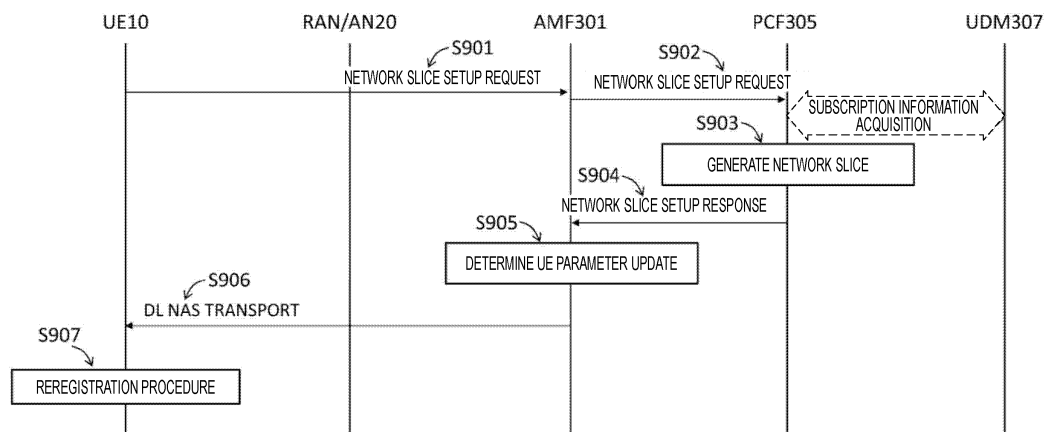 UE10
RAN/AN20
AMF301
PCF305
UDM307
S901
NETWORK SLICE SETUP REQUEST
S902
NETWORK SLICE SETUP REQUEST
SUBSCRIPTION INFORMATION
ACQUISITION
S903
GENERATE NETWORK SLICE
S904
NETWORK SLICE SETUP RESPONSE
S905
DETERMINE UE PARAMETER UPDATE
S906
DL NAS TRANSPORT
S907
REREGISTRATION PROCEDURE